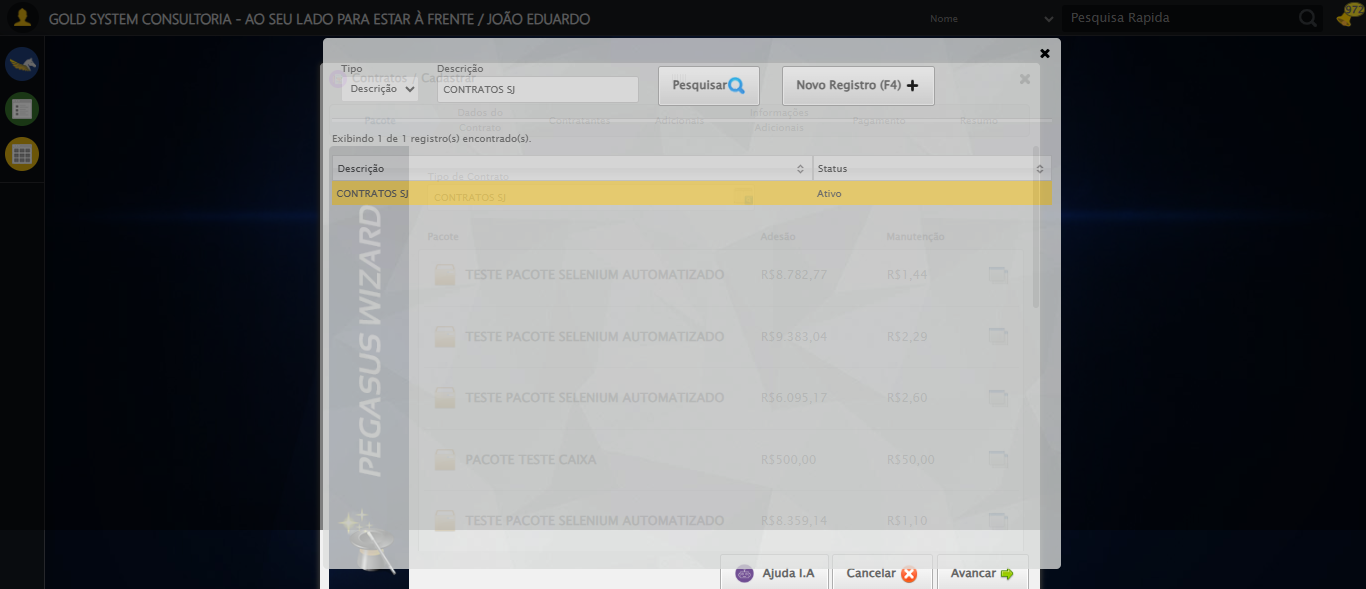 GOLD SYSTEM CONSULTORIA - AO SEU LADO PARA ESTAR À FRENTE / JOÃO EDUARDO
Nome
Pesquisa Rapida
972
Tipo
Descrição
Contratos / Cadastrar
Descrição
CONTRATOS SJ
Pesquisar
Novo Registro (F4)
Pacote
Dados do Contrato
Contratantes
Adicionais
Informações Adicionais
Pagamento
Resumo
Exibindo 1 de 1 registro(s) encontrado(s).
Descrição
Status
Tipo de Contrato
CONTRATOS SJ
Ativo
CONTRATOS SJ
Pacote
Adesão
Manutenção
TESTE PACOTE SELENIUM AUTOMATIZADO R$8.782,77 R$1,44
TESTE PACOTE SELENIUM AUTOMATIZADO R$9.383,04 R$2,29
TESTE PACOTE SELENIUM AUTOMATIZADO R$6.095,17 R$2,60
PACOTE TESTE CAIXA R$500,00 R$50,00
TESTE PACOTE SELENIUM AUTOMATIZADO R$8.359,14 R$1,10
PEGASUS WIZARD
Ajuda I.A
Cancelar
Avancar